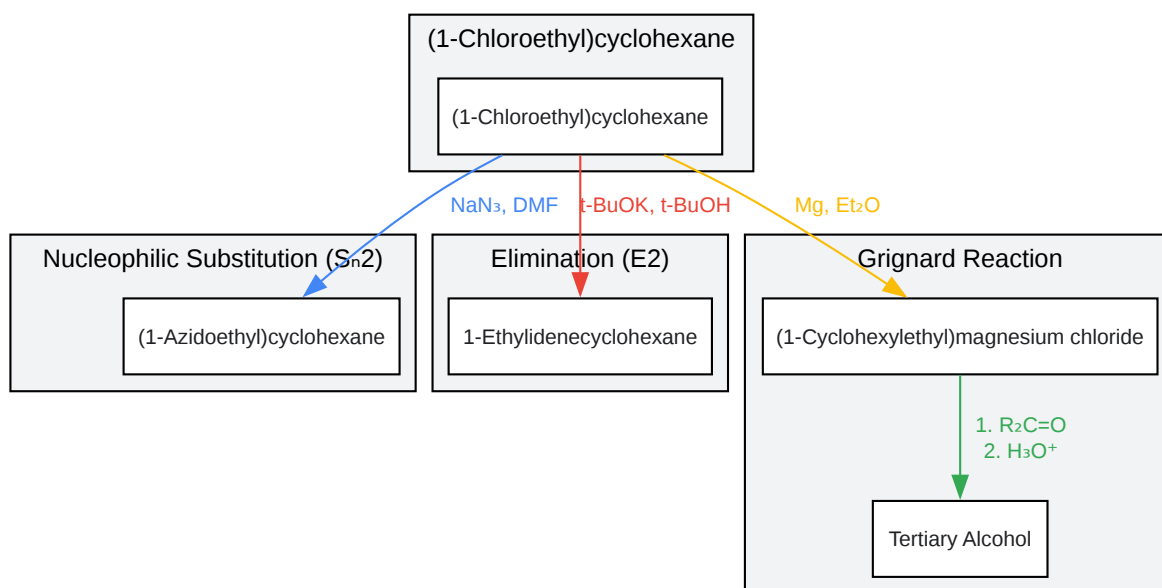 (1-Chloroethyl)cyclohexane
(1-Chloroethyl)cyclohexane
NaN₃, DMF
t-BuOK, t-BuOH
Mg, Et₂O
Nucleophilic Substitution (Sₙ2)
Elimination (E2)
Grignard Reaction
(1-Azidoethyl)cyclohexane
1-Ethylidenecyclohexane
(1-Cyclohexylethyl)magnesium chloride
1. R₂C=O
2. H₃O⁺
Tertiary Alcohol